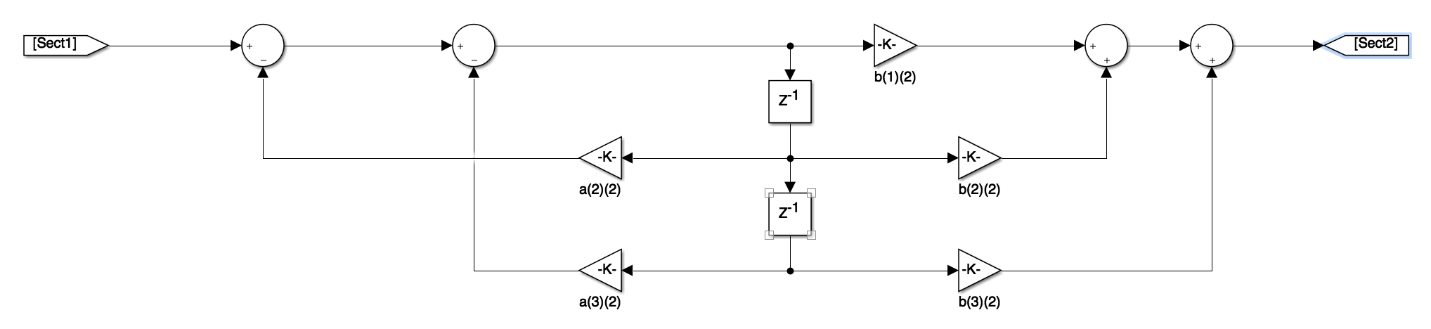 [Sect1]
+
−
+
−
-K-
b(1)(2)
+
+
+
+
[Sect2]
z-1
-K-
a(2)(2)
-K-
b(2)(2)
z-1
-K-
a(3)(2)
-K-
b(3)(2)